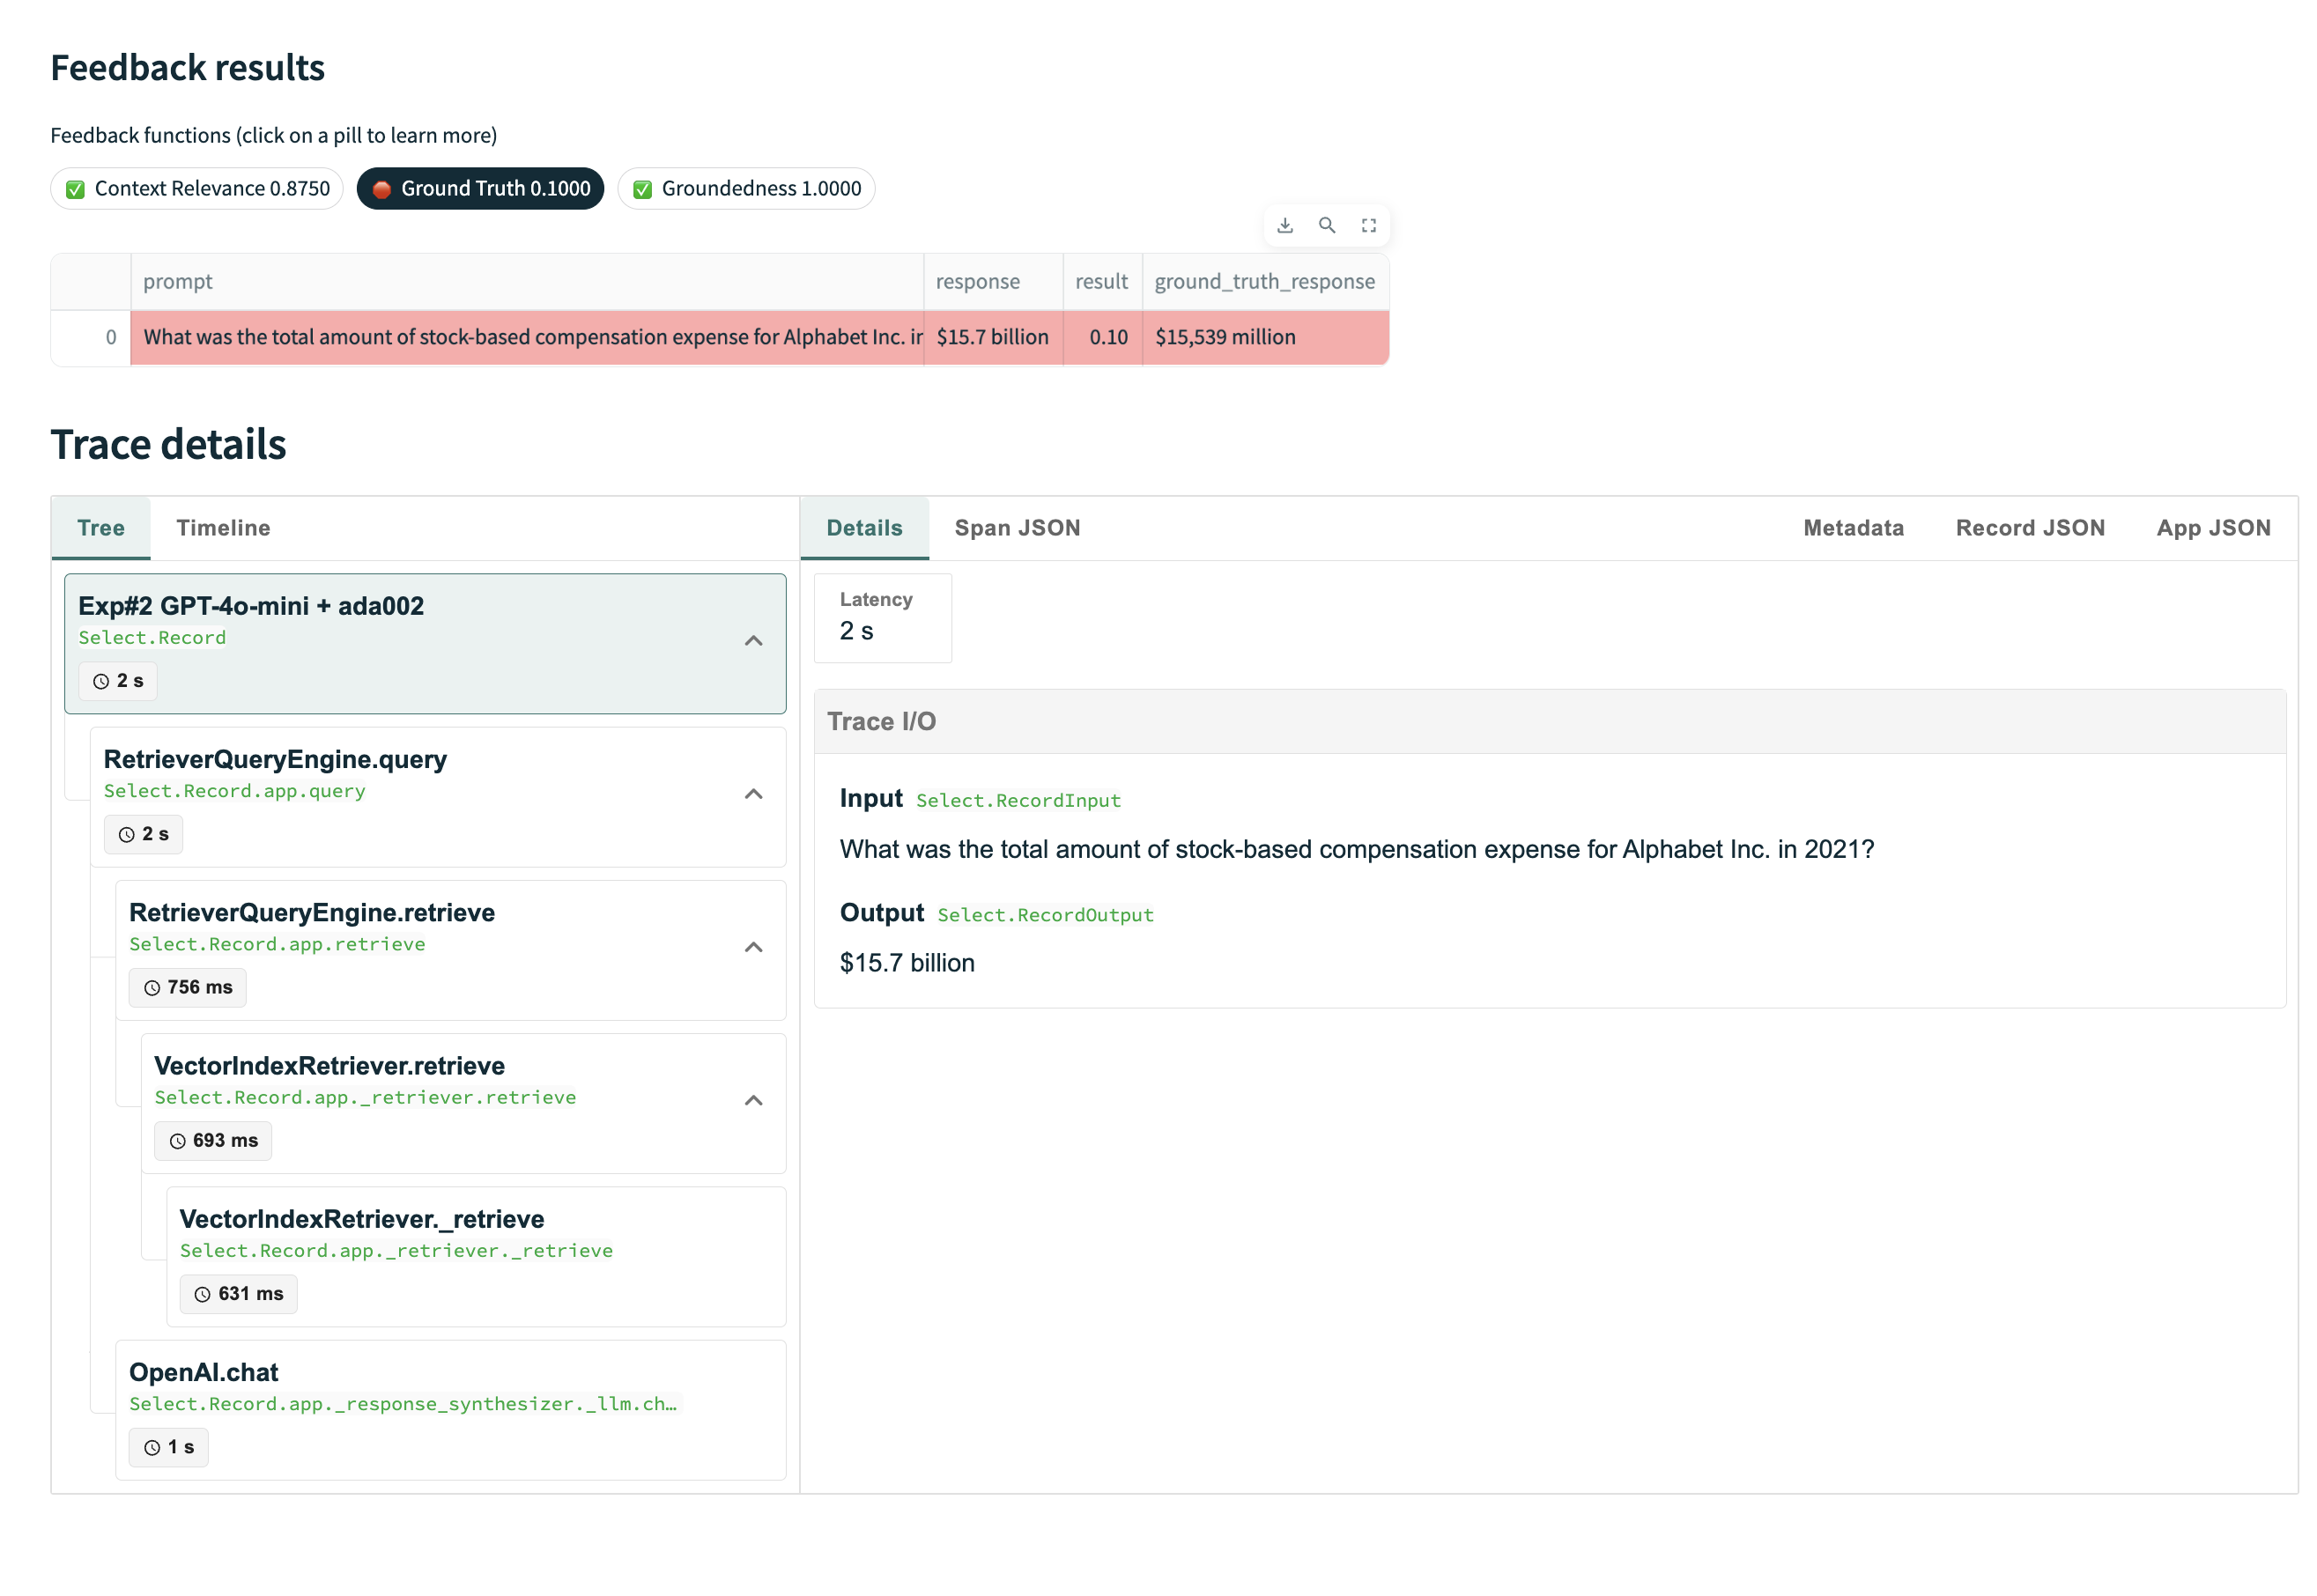 Feedback results
Feedback functions (click on a pill to learn more)
✅ Context Relevance 0.8750 🛑 Ground Truth 0.1000 ✅ Groundedness 1.0000
prompt response result ground_truth_response
0 What was the total amount of stock-based compensation expense for Alphabet Inc. ir $15.7 billion 0.10 $15,539 million
Trace details
Tree Timeline
Details Span JSON Metadata Record JSON App JSON
Exp#2 GPT-4o-mini + ada002
Select.Record
2 s
RetrieverQueryEngine.query
Select.Record.app.query
2 s
RetrieverQueryEngine.retrieve
Select.Record.app.retrieve
756 ms
VectorIndexRetriever.retrieve
Select.Record.app._retriever.retrieve
693 ms
VectorIndexRetriever._retrieve
Select.Record.app._retriever._retrieve
631 ms
OpenAI.chat
Select.Record.app._response_synthesizer._llm.ch…
1 s
Latency
2 s
Trace I/O
Input Select.RecordInput
What was the total amount of stock-based compensation expense for Alphabet Inc. in 2021?
Output Select.RecordOutput
$15.7 billion